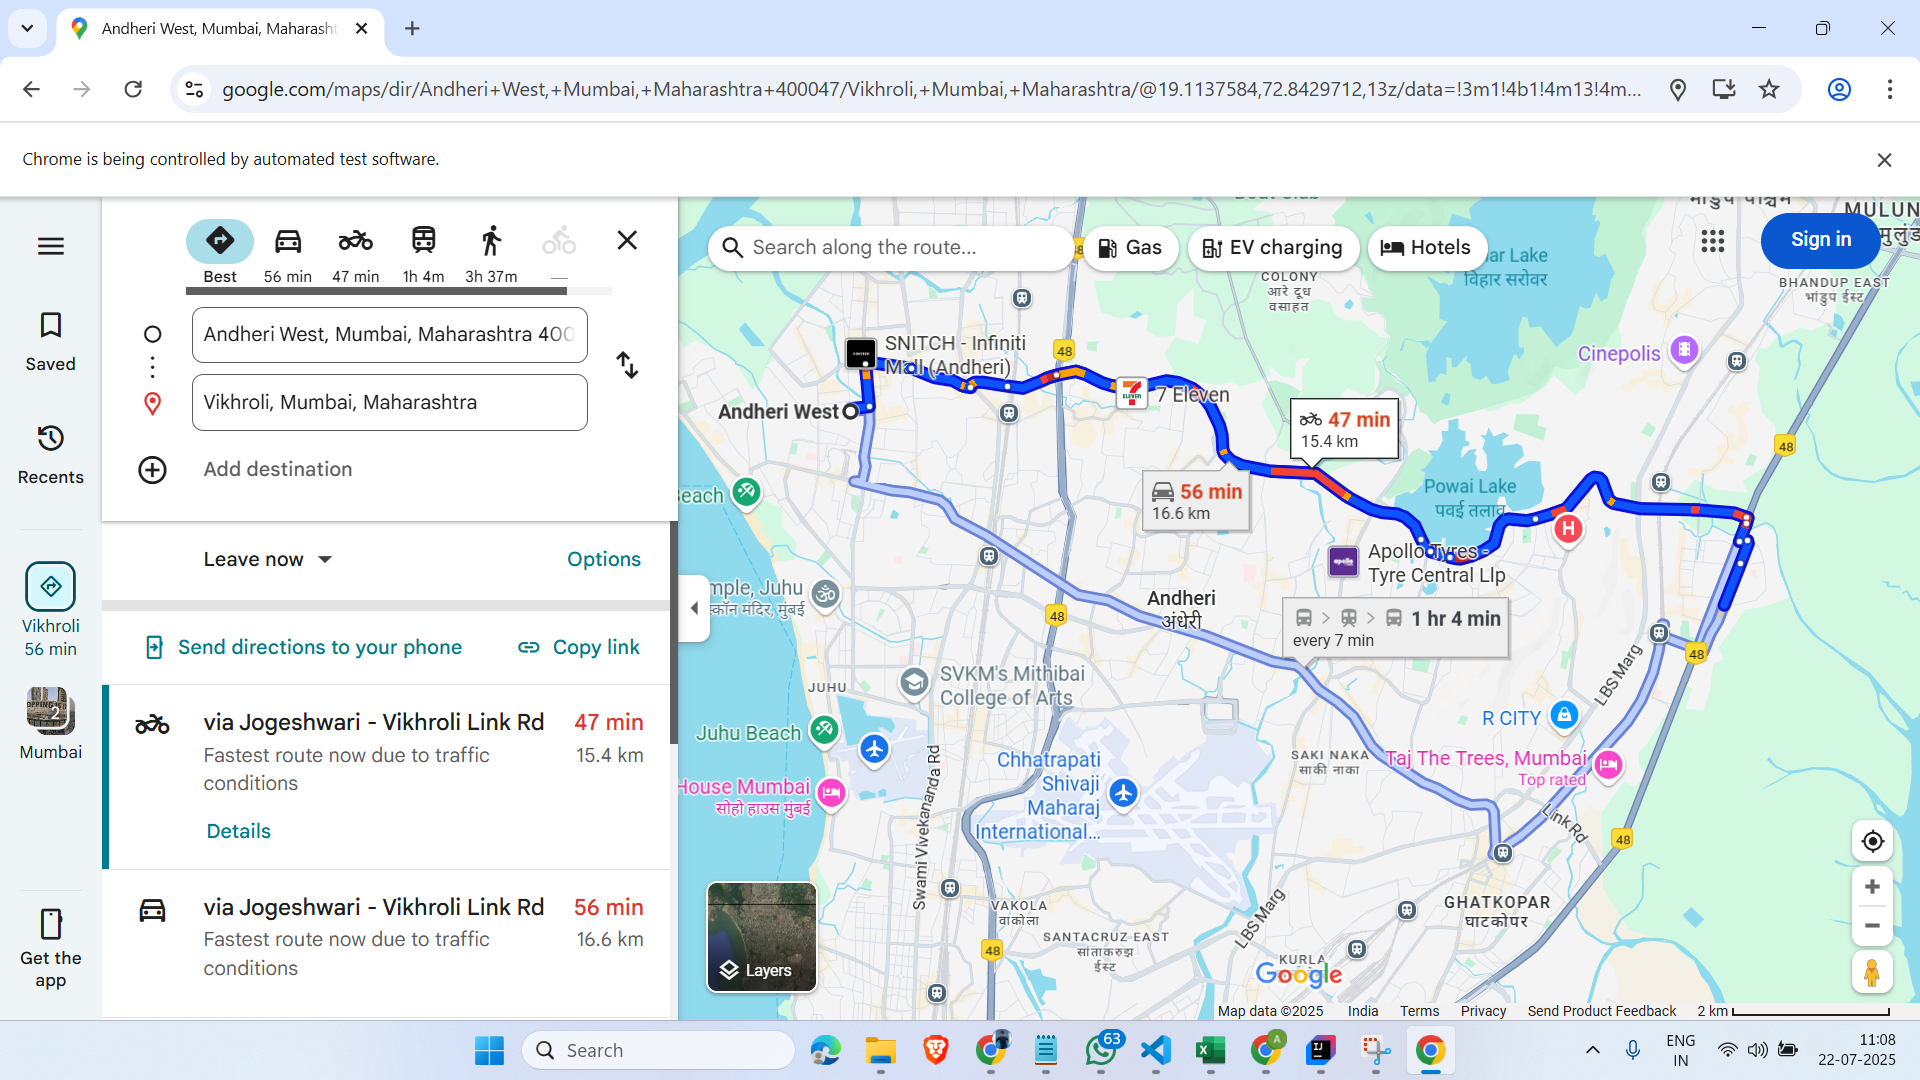 Andheri West, Mumbai, Maharasht
google.com/maps/dir/Andheri+West,+Mumbai,+Maharashtra+400047/Vikhroli,+Mumbai,+Maharashtra/@19.1137584,72.8429712,13z/data=!3m1!4b1!4m13!4m...
Chrome is being controlled by automated test software.
Saved
Recents
Vikhroli
56 min
2
Mumbai
Get the
app
Best
56 min
47 min
1h 4m
3h 37m
Andheri West, Mumbai, Maharashtra 400
Vikhroli, Mumbai, Maharashtra
Add destination
Leave now
Options
Send directions to your phone
Copy link
via Jogeshwari - Vikhroli Link Rd
47 min
Fastest route now due to traffic
15.4 km
conditions
Details
via Jogeshwari - Vikhroli Link Rd
56 min
Fastest route now due to traffic
16.6 km
conditions
Search along the route...
Gas
EV charging
Hotels
Sign in
MULUN
मुलुंड
BHANDUP EAST
भांडुप ईस्ट
विहार सरोवर
COLONY
आरे दूध
वसाहत
Cinepolis
SNITCH - Infiniti
Mall (Andheri)
48
7 Eleven
ELEVEN
Andheri West
47 min
15.4 km
48
56 min
16.6 km
Powai Lake
पवई तलाव
H
Beach
Apollo Tyres -
Tyre Central Llp
Andheri
अंधेरी
mple, Juhu
स्कॉन मंदिर, मुंबई
48
1 hr 4 min
every 7 min
48
LBS Marg
SVKM's Mithibai
College of Arts
JUHU
Juhu Beach
R CITY
SAKI NAKA
साकी नाका
Taj The Trees, Mumbai
Top rated
House Mumbai
सोहो हाउस मुंबई
Swami Vivekananda Rd
Chhatrapati
Shivaji
Maharaj
International...
Link Rd
48
VAKOLA
वाकोला
LBS Marg
GHATKOPAR
घाटकोपर
SANTACRUZ EAST
सांताक्रुझ
ईस्ट
48
KURLA
Google
Layers
Map data ©2025
India
Terms
Privacy
Send Product Feedback
2 km
Search
63
A
IJ
ENG
IN
11:08
22-07-2025